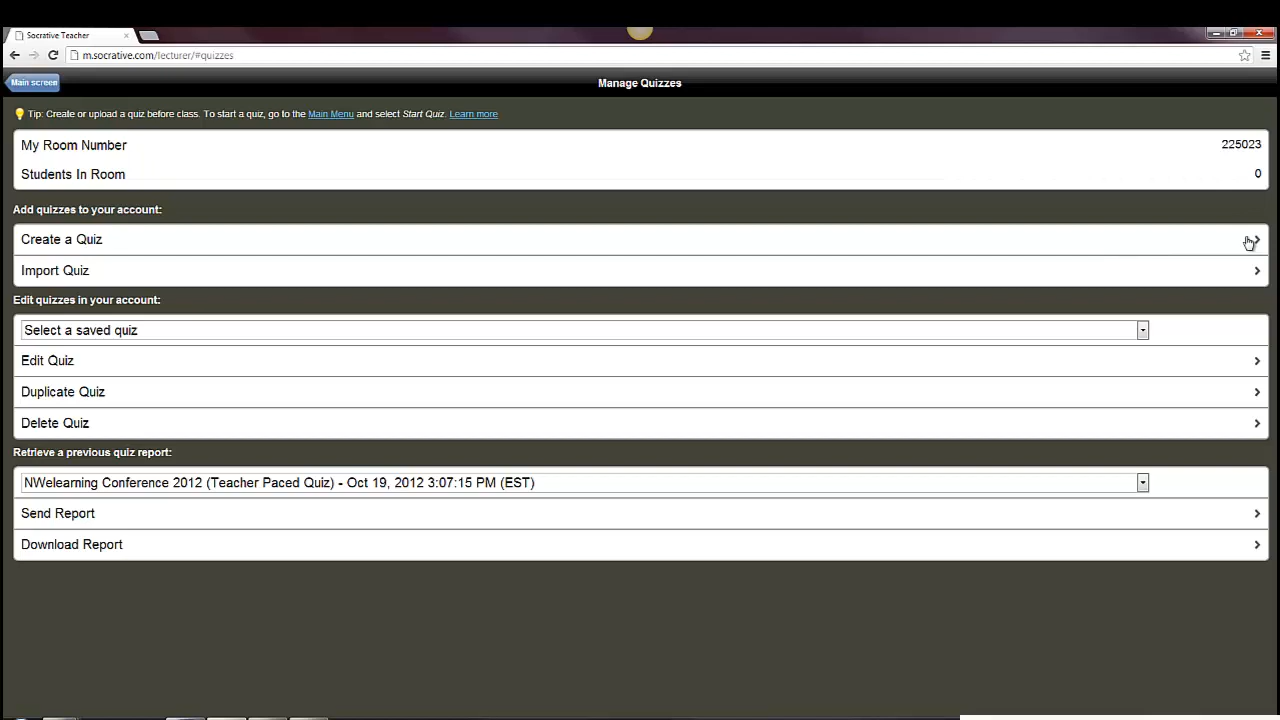 Socrative Teacher
m.socrative.com/lecturer/#quizzes
Main screen
Manage Quizzes
Tip: Create or upload a quiz before class. To start a quiz, go to the Main Menu and select Start Quiz. Learn more
My Room Number 225023
Students In Room 0
Add quizzes to your account:
Create a Quiz
Import Quiz
Edit quizzes in your account:
Select a saved quiz
Edit Quiz
Duplicate Quiz
Delete Quiz
Retrieve a previous quiz report:
NWelearning Conference 2012 (Teacher Paced Quiz) - Oct 19, 2012 3:07:15 PM (EST)
Send Report
Download Report